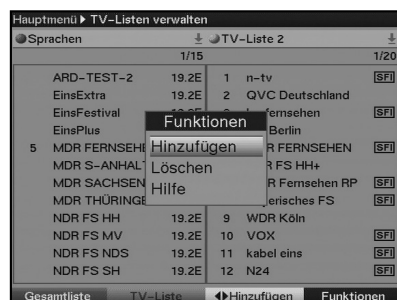 Hauptmenü ▶ TV-Listen verwalten
Sprachen
TV-Liste 2
1/15
1/20
ARD-TEST-2 19.2E
1 n-tv SFI
EinsExtra 19.2E
2 QVC Deutschland
EinsFestival
fernsehen SFI
EinsPlus
Berlin
5 MDR FERNSEHE
R FERNSEHEN SFI
MDR S-ANHALT
R FS HH+
MDR SACHSEN
R Fernsehen RP SFI
MDR THÜRINGE
erisches FS SFI
NDR FS HH 19.2E
9 WDR Köln
NDR FS MV 19.2E
10 VOX SFI
NDR FS NDS 19.2E
11 kabel eins SFI
NDR FS SH 19.2E
12 N24 SFI
Funktionen
Hinzufügen
Löschen
Hilfe
Gesamtliste TV-Liste ◀▶Hinzufügen Funktionen